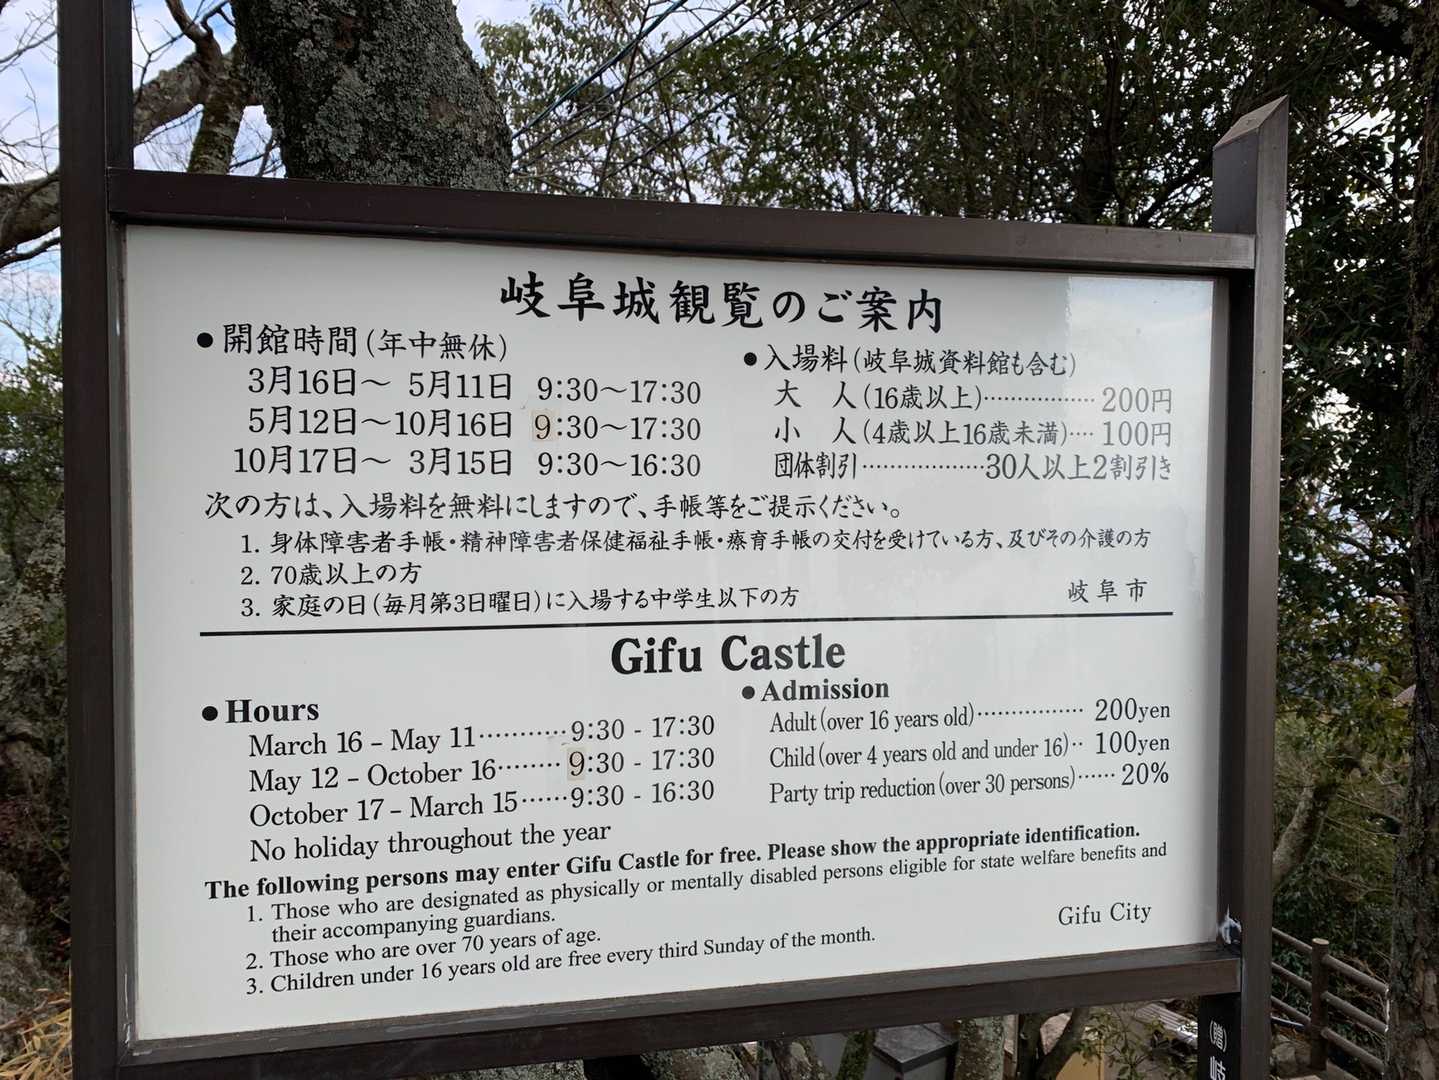 岐阜城観覧のご案内
●開館時間(年中無休)
3月16日～ 5月11日 9:30～17:30
5月12日～10月16日 9:30～17:30
10月17日～ 3月15日 9:30～16:30
●入場料(岐阜城資料館も含む)
大 人(16歳以上)················200円
小 人(4歳以上16歳未満)····100円
団体割引··················30人以上2割引き
次の方は、入場料を無料にしますので、手帳等をご提示ください。
1. 身体障害者手帳・精神障害者保健福祉手帳・療育手帳の交付を受けている方、及びその介護の方
2. 70歳以上の方
3. 家庭の日(毎月第3日曜日)に入場する中学生以下の方
岐阜市
Gifu Castle
●Hours
March 16 - May 11···········9:30 - 17:30
May 12 - October 16········9:30 - 17:30
October 17 - March 15······9:30 - 16:30
No holiday throughout the year
●Admission
Adult(over 16 years old)················200yen
Child(over 4 years old and under 16)··100yen
Party trip reduction(over 30 persons)······20%
The following persons may enter Gifu Castle for free. Please show the appropriate identification.
1. Those who are designated as physically or mentally disabled persons eligible for state welfare benefits and
their accompanying guardians.
2. Those who are over 70 years of age.
3. Children under 16 years old are free every third Sunday of the month.
Gifu City
(贈)岐